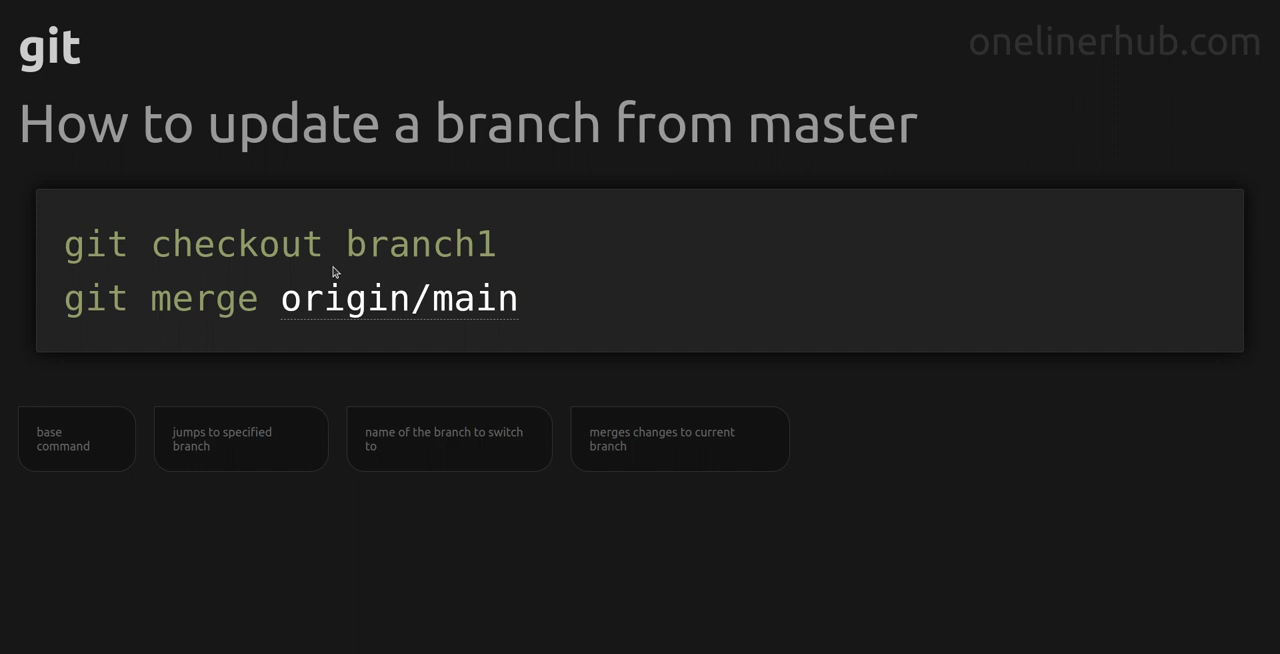 git
onelinerhub.com
How to update a branch from master
git checkout branch1
git merge origin/main
base
command
jumps to specified
branch
name of the branch to switch
to
merges changes to current
branch